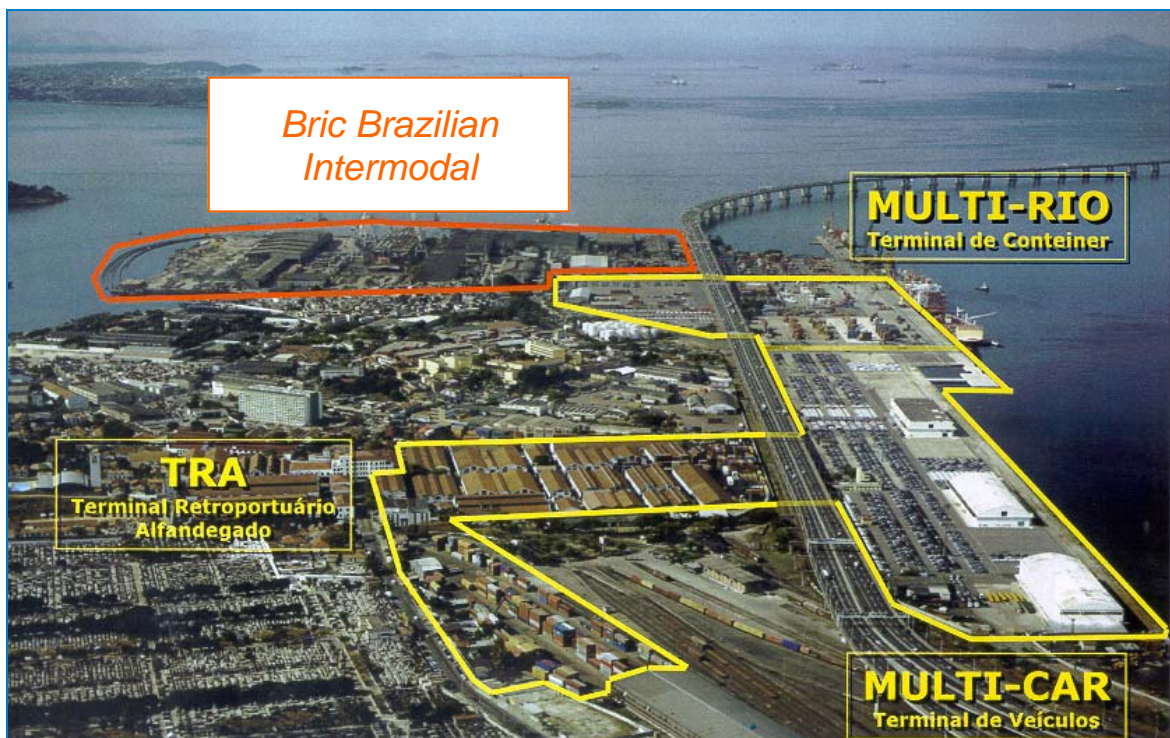 Bric Brazilian
Intermodal
MULTI-RIO
Terminal de Conteiner
TRA
Terminal Retroportuário
Alfandegado
MULTI-CAR
Terminal de Veículos